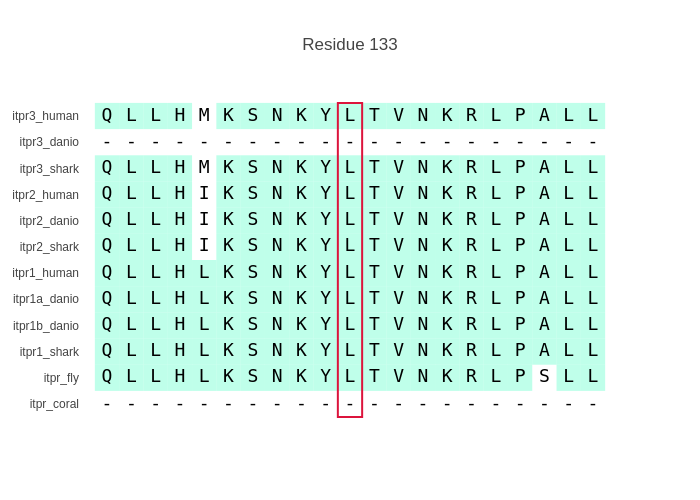 Residue 133
itpr3_human Q L L H M K S N K Y L T V N K R L P A L L
itpr3_danio - - - - - - - - - - - - - - - - - - - - -
itpr3_shark Q L L H M K S N K Y L T V N K R L P A L L
itpr2_human Q L L H I K S N K Y L T V N K R L P A L L
itpr2_danio Q L L H I K S N K Y L T V N K R L P A L L
itpr2_shark Q L L H I K S N K Y L T V N K R L P A L L
itpr1_human Q L L H L K S N K Y L T V N K R L P A L L
itpr1a_danio Q L L H L K S N K Y L T V N K R L P A L L
itpr1b_danio Q L L H L K S N K Y L T V N K R L P A L L
itpr1_shark Q L L H L K S N K Y L T V N K R L P A L L
itpr_fly Q L L H L K S N K Y L T V N K R L P S L L
itpr_coral - - - - - - - - - - - - - - - - - - - - -